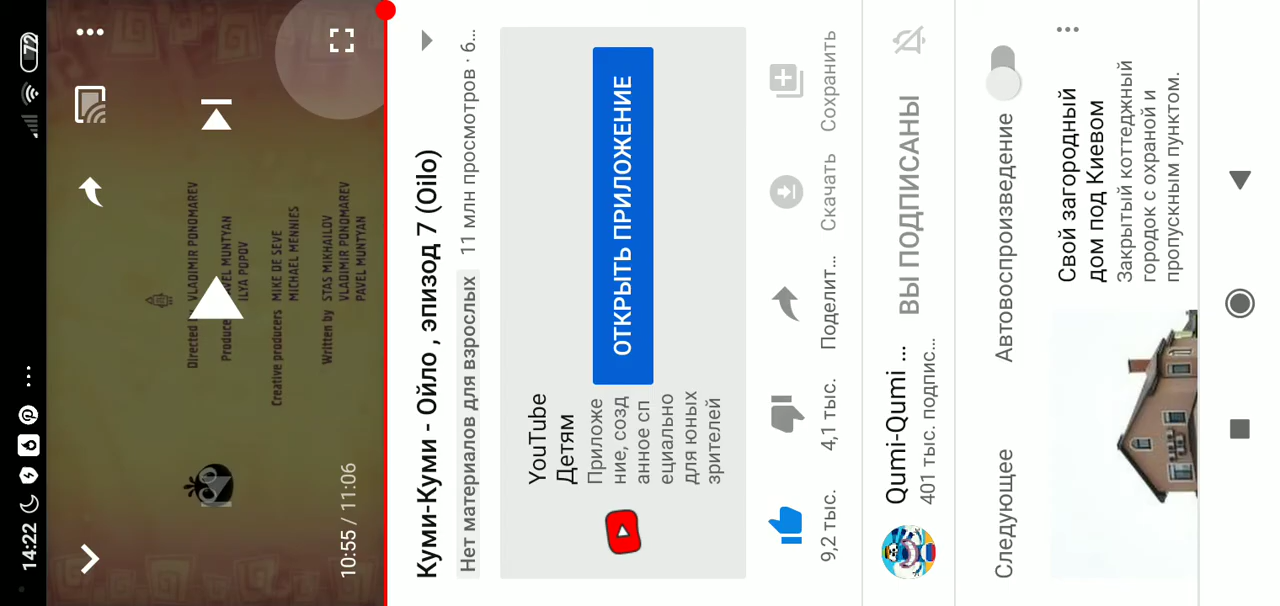 14:22
72
Directed by VLADIMIR PONOMAREV
PAVEL MUNTYAN
ILYA POPOV
Creative producers MIKE DE SEVE
MICHAEL MENNIES
Written by STAS MIKHAILOV
VLADIMIR PONOMAREV
PAVEL MUNTYAN
10:55 / 11:06
Куми-Куми - Ойло , эпизод 7 (Oilo)
Нет материалов для взрослых 11 млн просмотров · 6...
YouTube
Детям
Приложе
ние, созд
анное сп
ециально
для юных
зрителей
ОТКРЫТЬ ПРИЛОЖЕНИЕ
9,2 тыс. 4,1 тыс. Поделит... Скачать Сохранить
Qumi-Qumi ...
401 тыс. подпис...
ВЫ ПОДПИСАНЫ
Следующее Автовоспроизведение
Свой загородный
дом под Киевом
Закрытый коттеджный
городок с охраной и
пропускным пунктом.